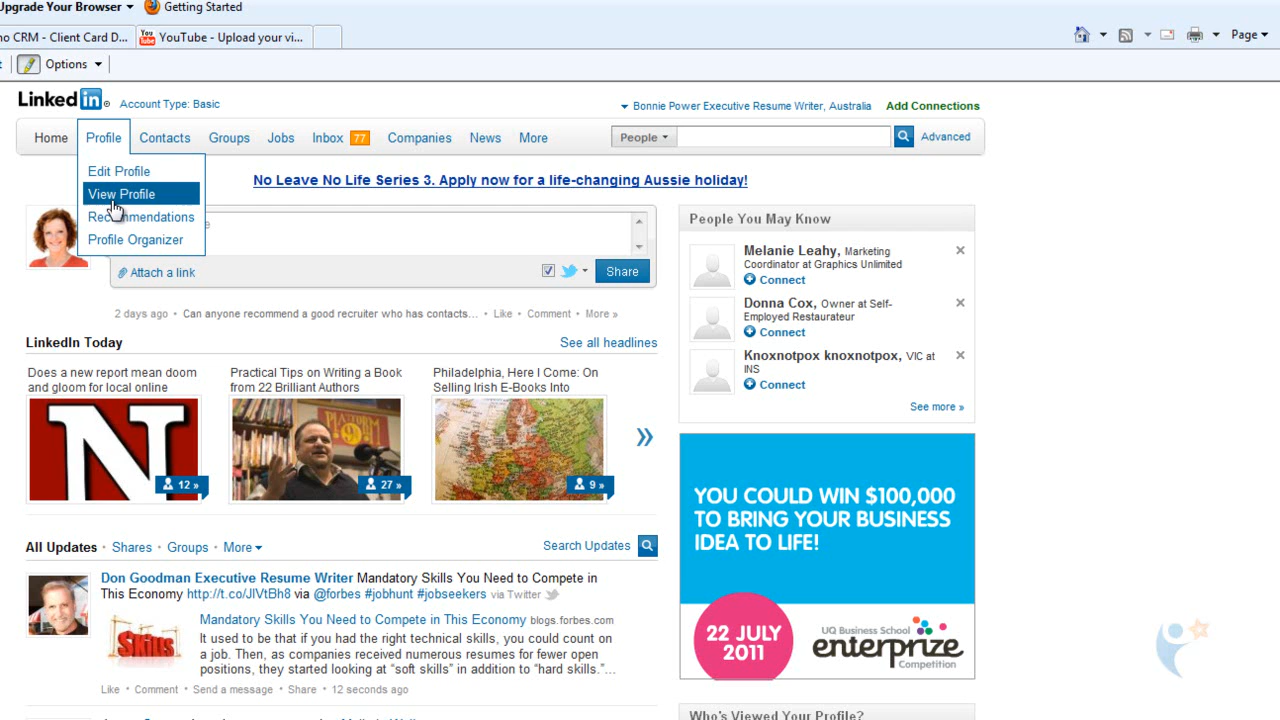 Upgrade Your Browser
Getting Started
no CRM - Client Card D...
YouTube - Upload your vi...
Page
Options
Linked in
Account Type: Basic
Bonnie Power Executive Resume Writer, Australia
Add Connections
Home
Profile
Contacts
Groups
Jobs
Inbox 77
Companies
News
More
People
Advanced
Edit Profile
View Profile
Recommendations
Profile Organizer
No Leave No Life Series 3. Apply now for a life-changing Aussie holiday!
Attach a link
Share
2 days ago • Can anyone recommend a good recruiter who has contacts... • Like • Comment • More »
LinkedIn Today
See all headlines
Does a new report mean doom
and gloom for local online
N
12 »
Practical Tips on Writing a Book
from 22 Brilliant Authors
27 »
Philadelphia, Here I Come: On
Selling Irish E-Books Into
9 »
»
All Updates • Shares • Groups • More
Search Updates
Don Goodman Executive Resume Writer Mandatory Skills You Need to Compete in
This Economy http://t.co/JlVtBh8 via @forbes #jobhunt #jobseekers via Twitter
Skills
Mandatory Skills You Need to Compete in This Economy blogs.forbes.com
It used to be that if you had the right technical skills, you could count on
a job. Then, as companies received numerous resumes for fewer open
positions, they started looking at “soft skills” in addition to “hard skills.”...
Like • Comment • Send a message • Share • 12 seconds ago
People You May Know
Melanie Leahy, Marketing
Coordinator at Graphics Unlimited
Connect
Donna Cox, Owner at Self-
Employed Restaurateur
Connect
Knoxnotpox knoxnotpox, VIC at
INS
Connect
See more »
YOU COULD WIN $100,000
TO BRING YOUR BUSINESS
IDEA TO LIFE!
22 JULY
2011
UQ Business School
enterprize
Competition
Who's Viewed Your Profile?